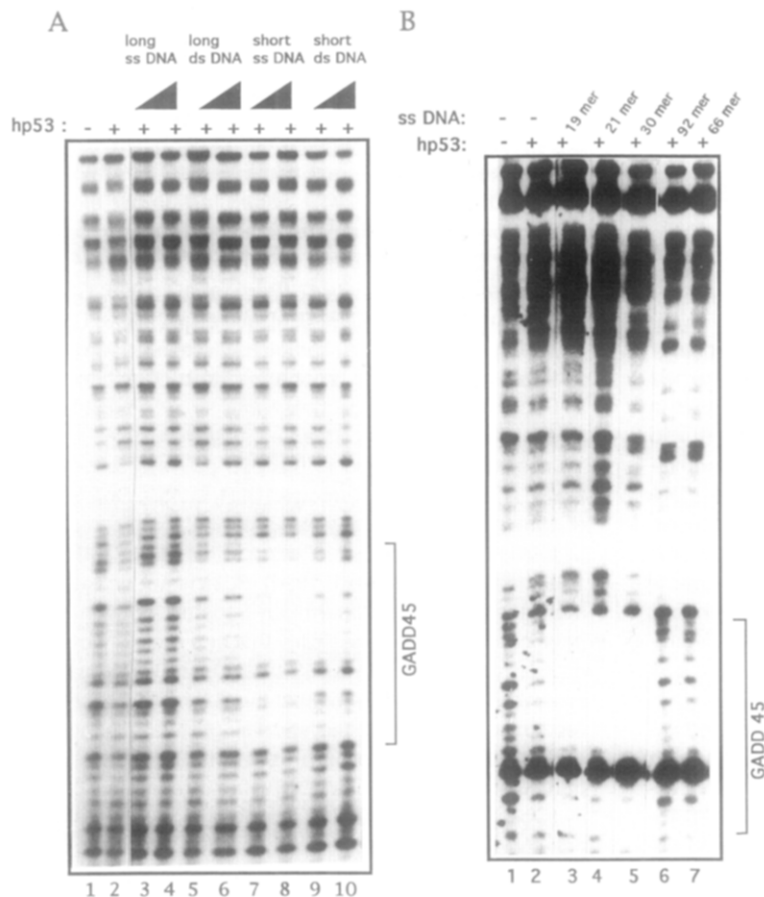 A
long ss DNA
long ds DNA
short ss DNA
short ds DNA
hp53 : - + + + + + + + + +
GADD45
1 2 3 4 5 6 7 8 9 10
B
ss DNA: - - 19 mer 21 mer 30 mer 92 mer 66 mer
hp53: - + + + + + +
GADD 45
1 2 3 4 5 6 7